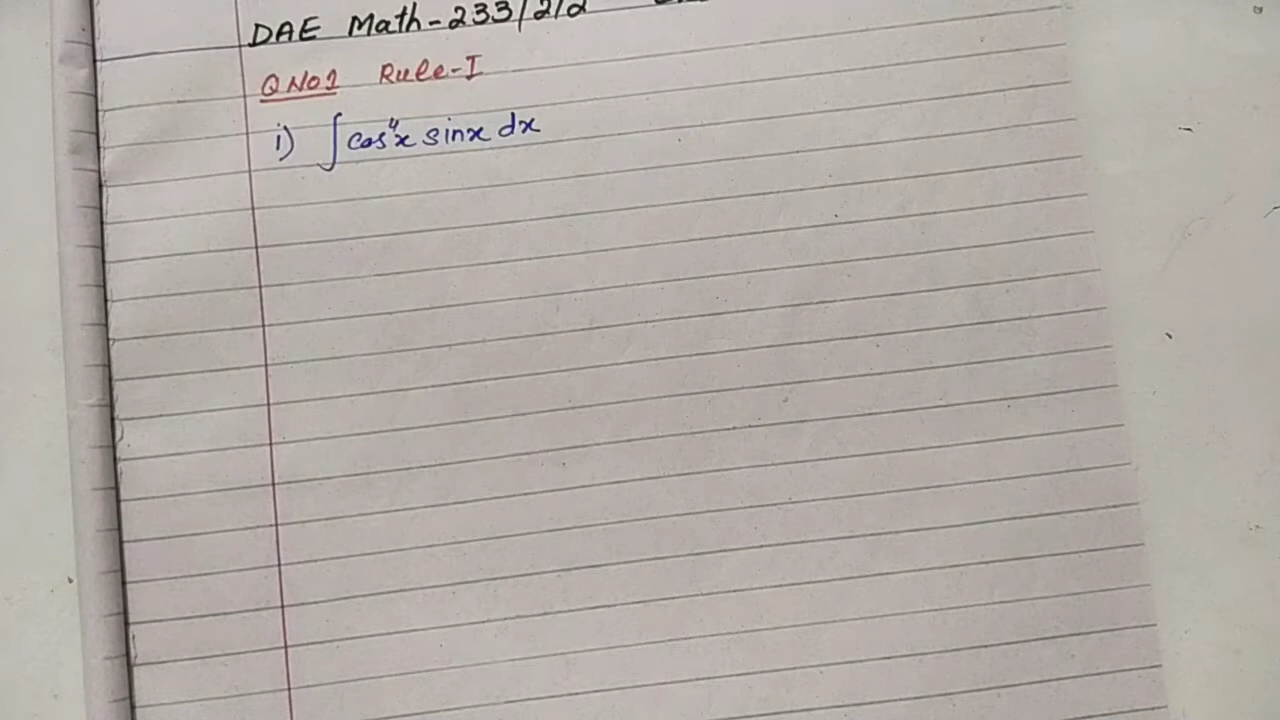 DAE Math-233/212
Q No1 Rule-I
i) ∫cos⁴x sinx dx